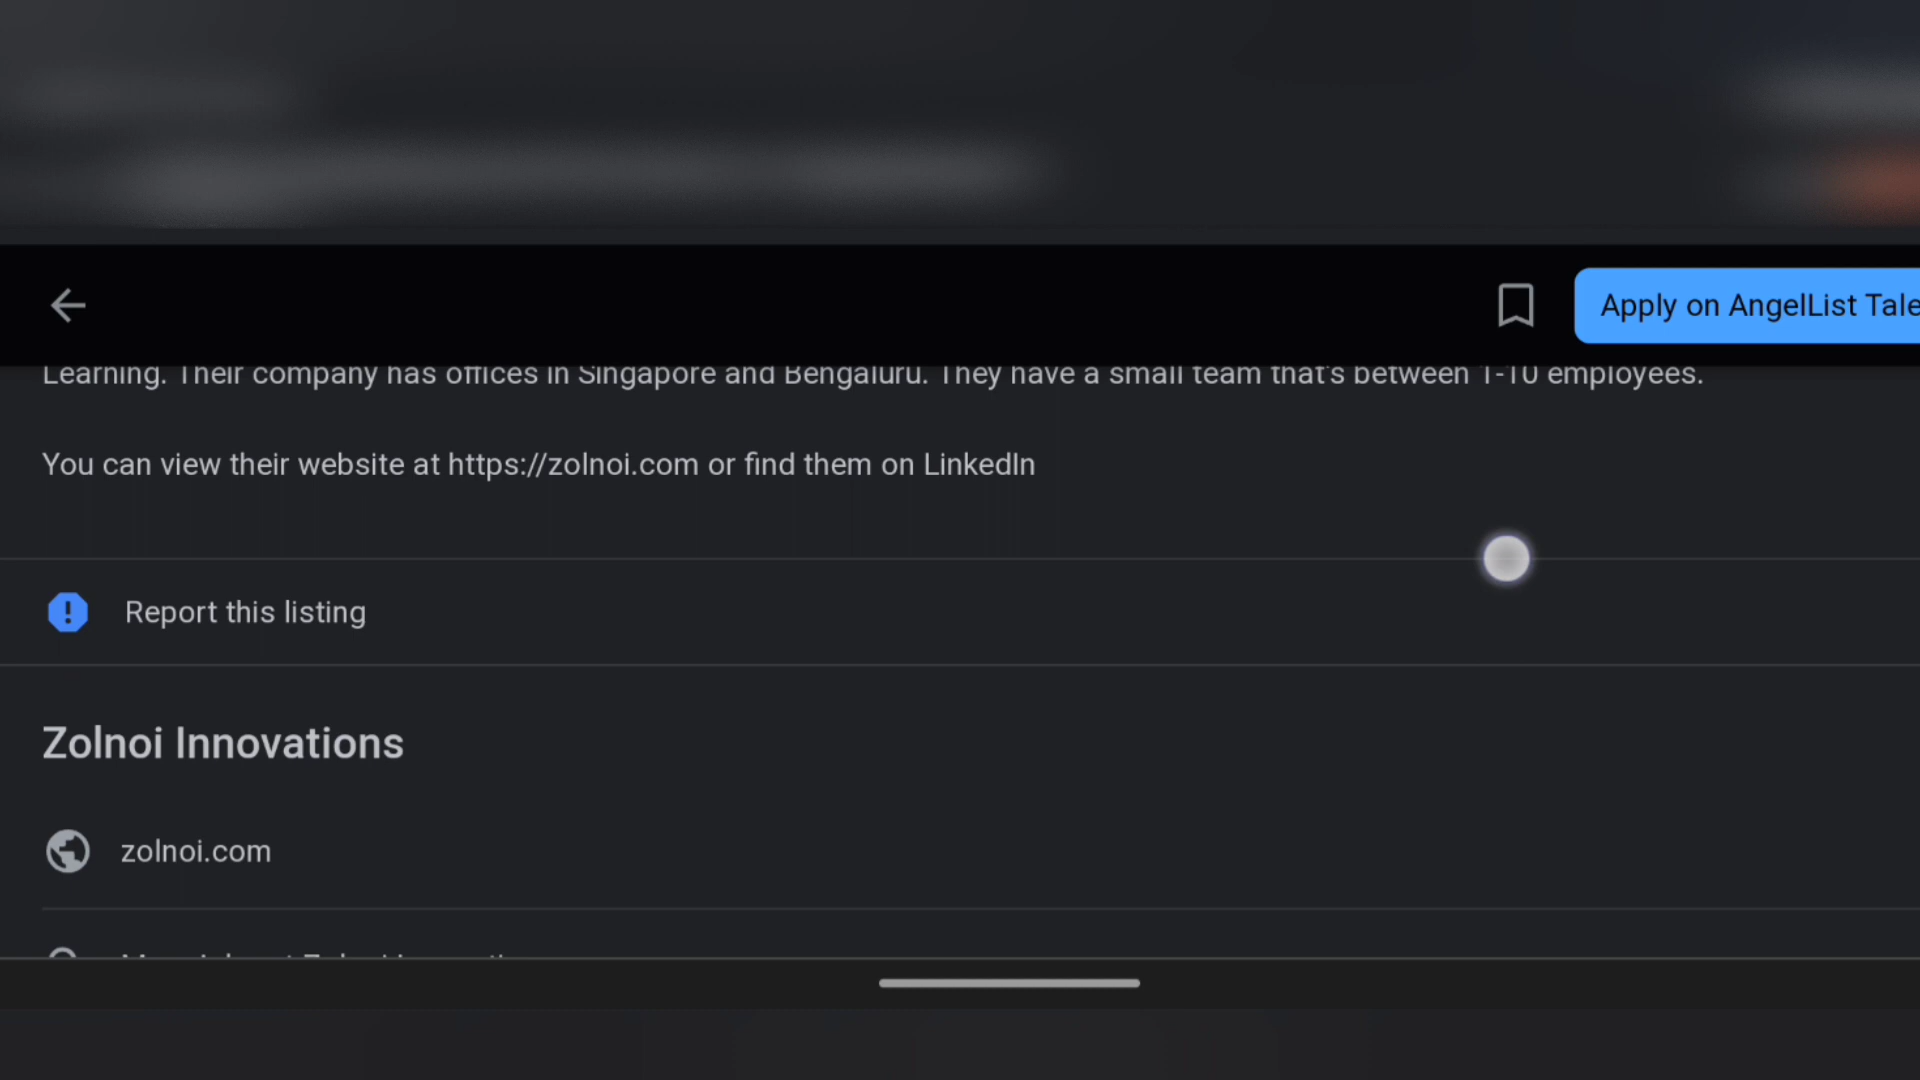 Apply on AngelList Tale
Learning. Their company has offices in Singapore and Bengaluru. They have a small team that's between 1-10 employees.
You can view their website at https://zolnoi.com or find them on LinkedIn
Report this listing
Zolnoi Innovations
zolnoi.com